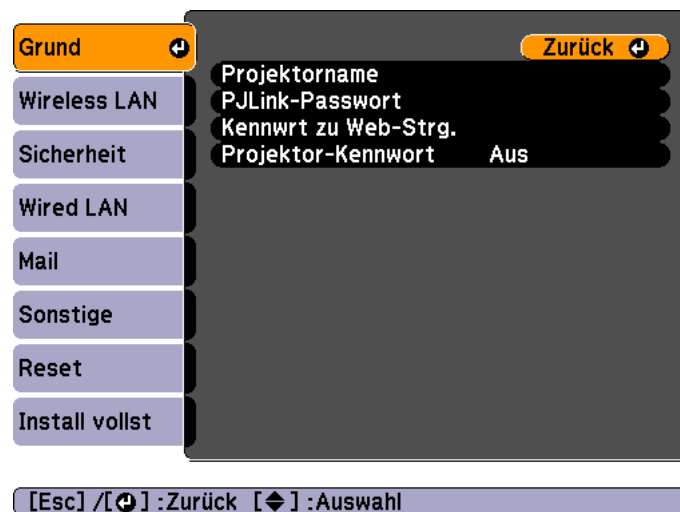 Grund
Wireless LAN
Sicherheit
Wired LAN
Mail
Sonstige
Reset
Install vollst
Zurück
Projektorname
PJLink-Passwort
Kennwrt zu Web-Strg.
Projektor-Kennwort Aus
[Esc] /[ ] :Zurück [ ] :Auswahl